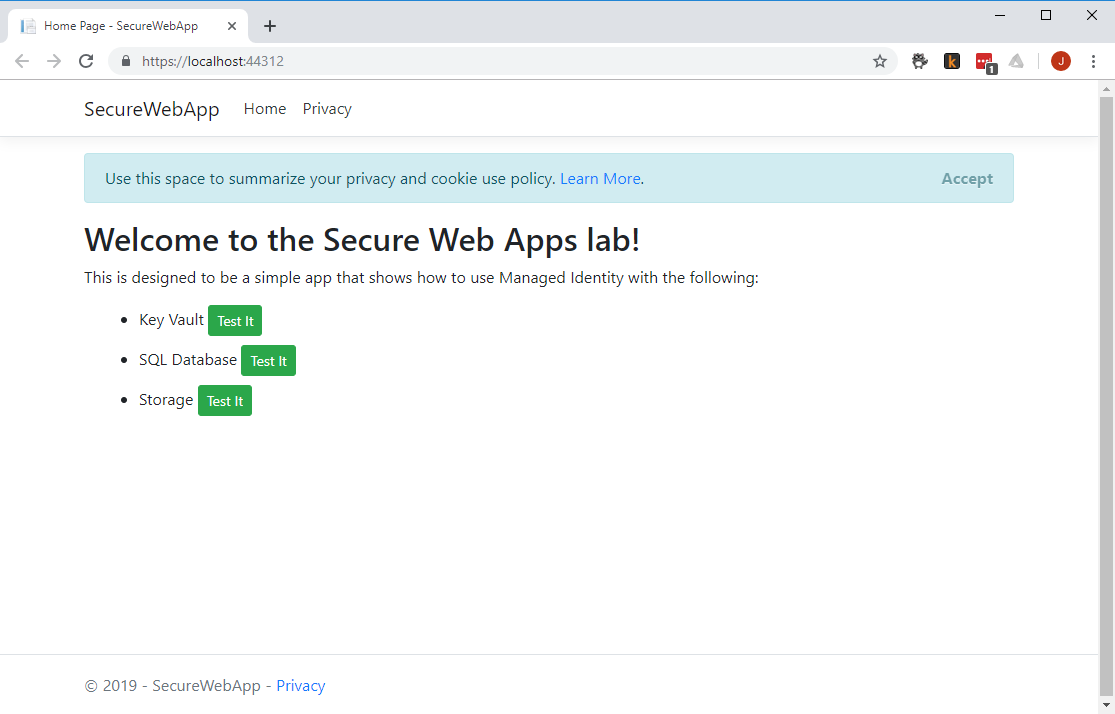 Home Page - SecureWebApp
https://localhost:44312
k
1
J
SecureWebApp Home Privacy
Use this space to summarize your privacy and cookie use policy. Learn More. Accept
Welcome to the Secure Web Apps lab!
This is designed to be a simple app that shows how to use Managed Identity with the following:
Key Vault Test It
SQL Database Test It
Storage Test It
© 2019 - SecureWebApp - Privacy